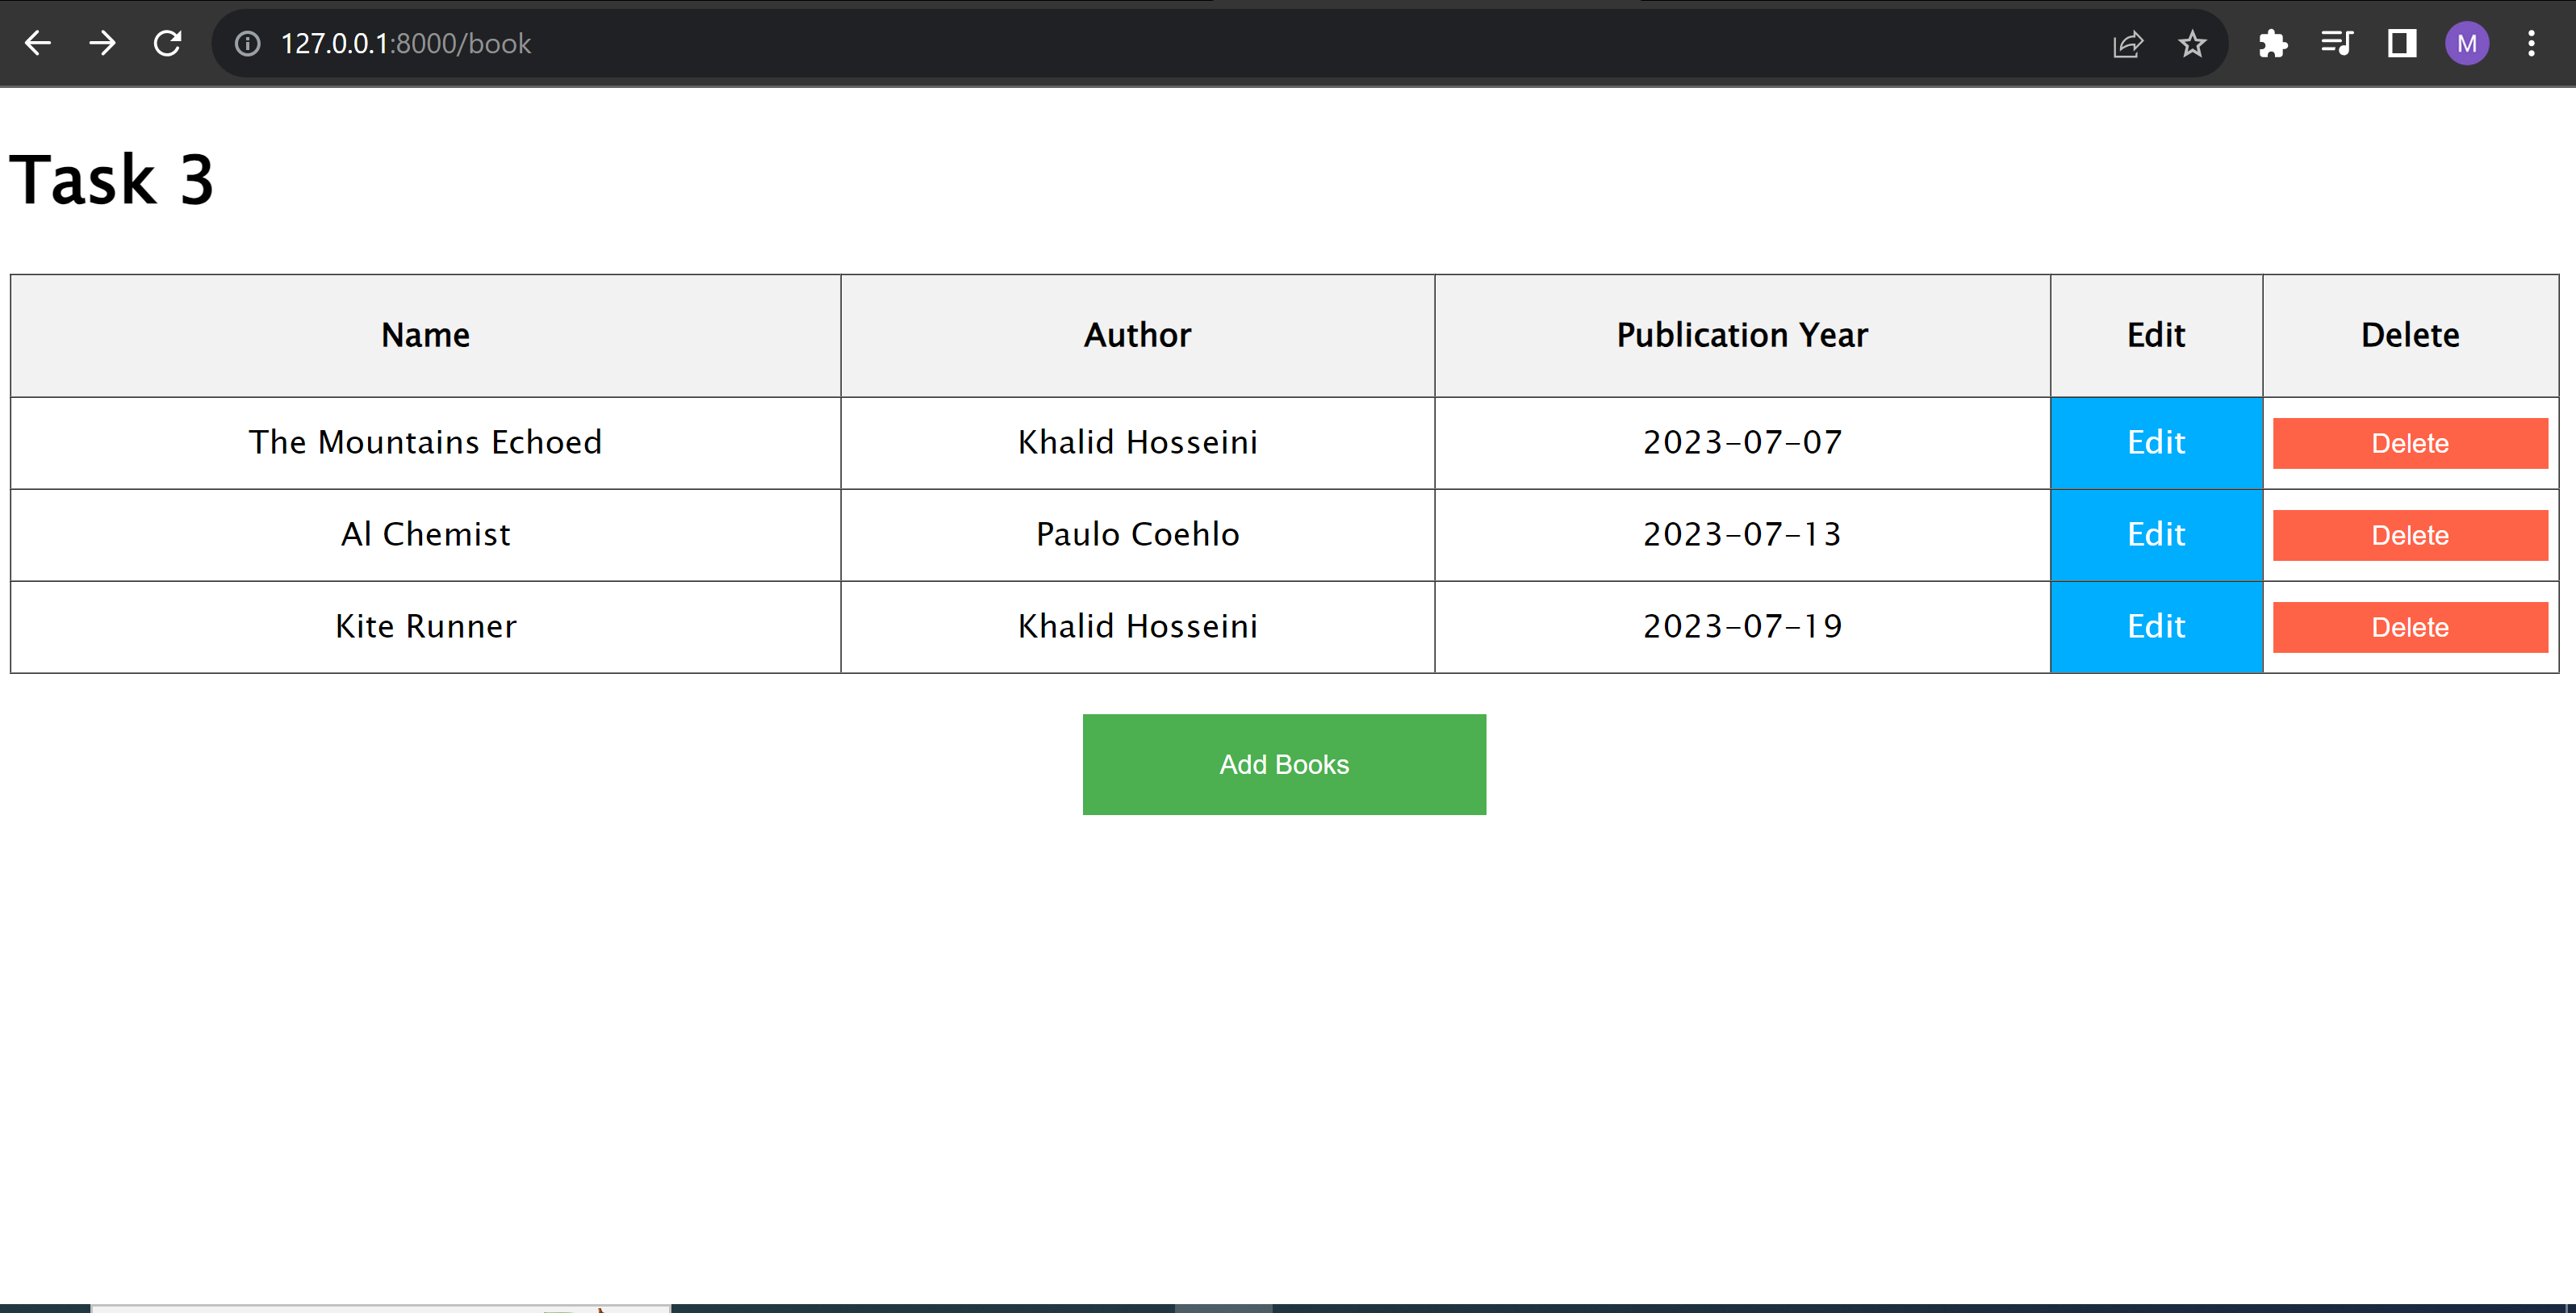 127.0.0.1:8000/book
M
Task 3
Name Author Publication Year Edit Delete
The Mountains Echoed Khalid Hosseini 2023-07-07 Edit Delete
Al Chemist Paulo Coehlo 2023-07-13 Edit Delete
Kite Runner Khalid Hosseini 2023-07-19 Edit Delete
Add Books